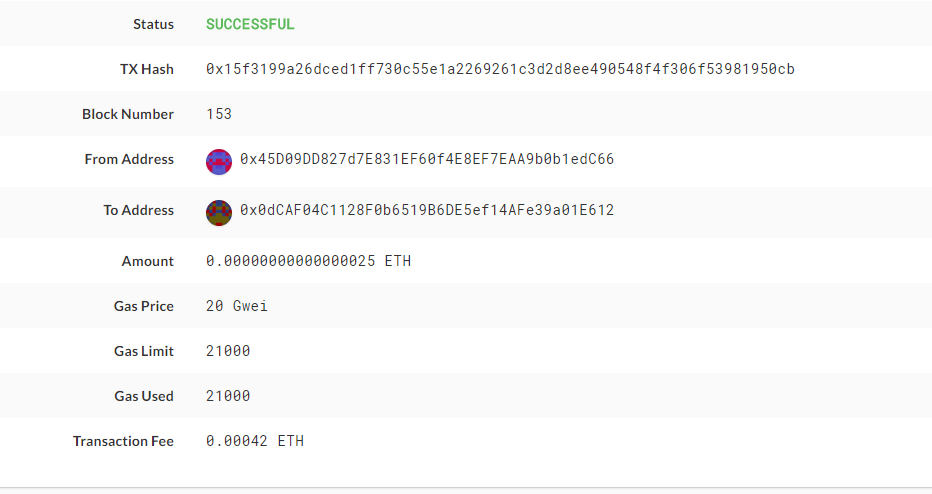 Status SUCCESSFUL
TX Hash 0x15f3199a26dced1ff730c55e1a2269261c3d2d8ee490548f4f306f53981950cb
Block Number 153
From Address 0x45D09DD827d7E831EF60f4E8EF7EAA9b0b1edC66
To Address 0x0dCAF04C1128F0b6519B6DE5ef14AFe39a01E612
Amount 0.00000000000000025 ETH
Gas Price 20 Gwei
Gas Limit 21000
Gas Used 21000
Transaction Fee 0.00042 ETH